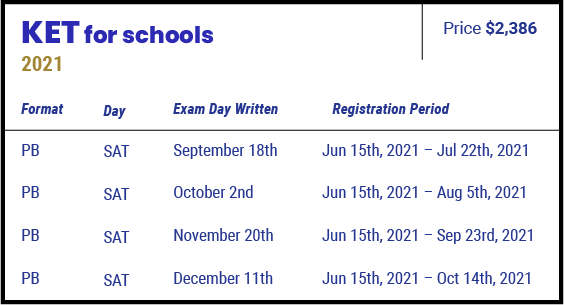 KET for schools
Price $2,386
2021
Format Day Exam Day Written Registration Period
PB SAT September 18th Jun 15th, 2021 – Jul 22th, 2021
PB SAT October 2nd Jun 15th, 2021 – Aug 5th, 2021
PB SAT November 20th Jun 15th, 2021 – Sep 23rd, 2021
PB SAT December 11th Jun 15th, 2021 – Oct 14th, 2021